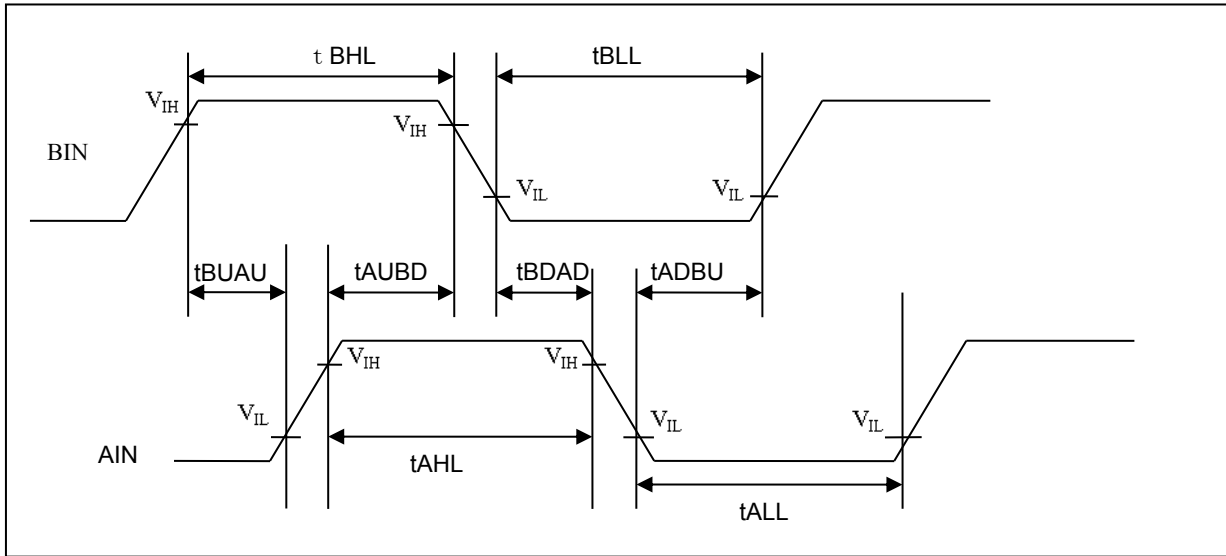 t BHL
tBLL
VIH
VIH
BIN
VIL
VIL
tBUAU
tAUBD
tBDAD
tADBU
VIH
VIH
VIL
VIL
VIL
AIN
tAHL
tALL